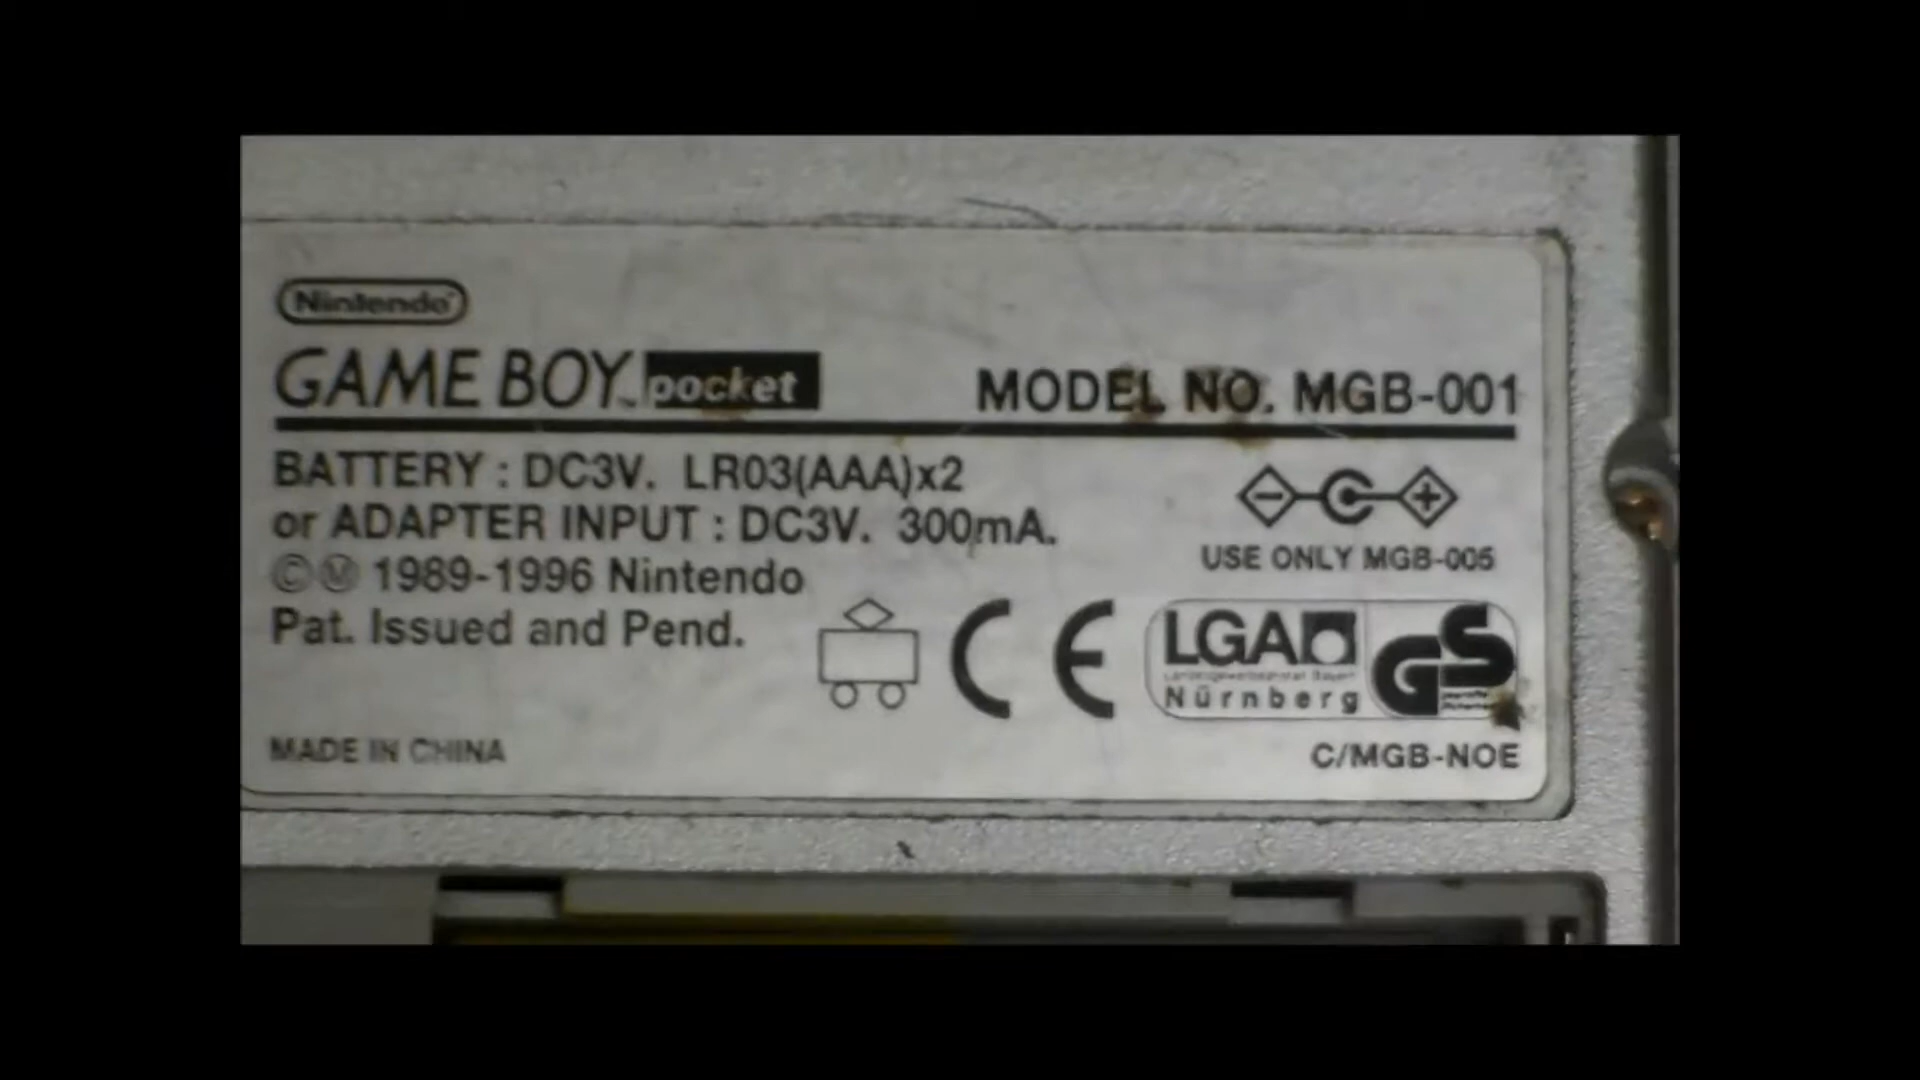 Nintendo
GAME BOY™ pocket MODEL NO. MGB-001
BATTERY : DC3V. LR03(AAA)x2
or ADAPTER INPUT : DC3V. 300mA.
USE ONLY MGB-005
©Ⓜ 1989-1996 Nintendo
Pat. Issued and Pend.
CE
LGA
Nürnberg
GS
MADE IN CHINA
C/MGB-NOE